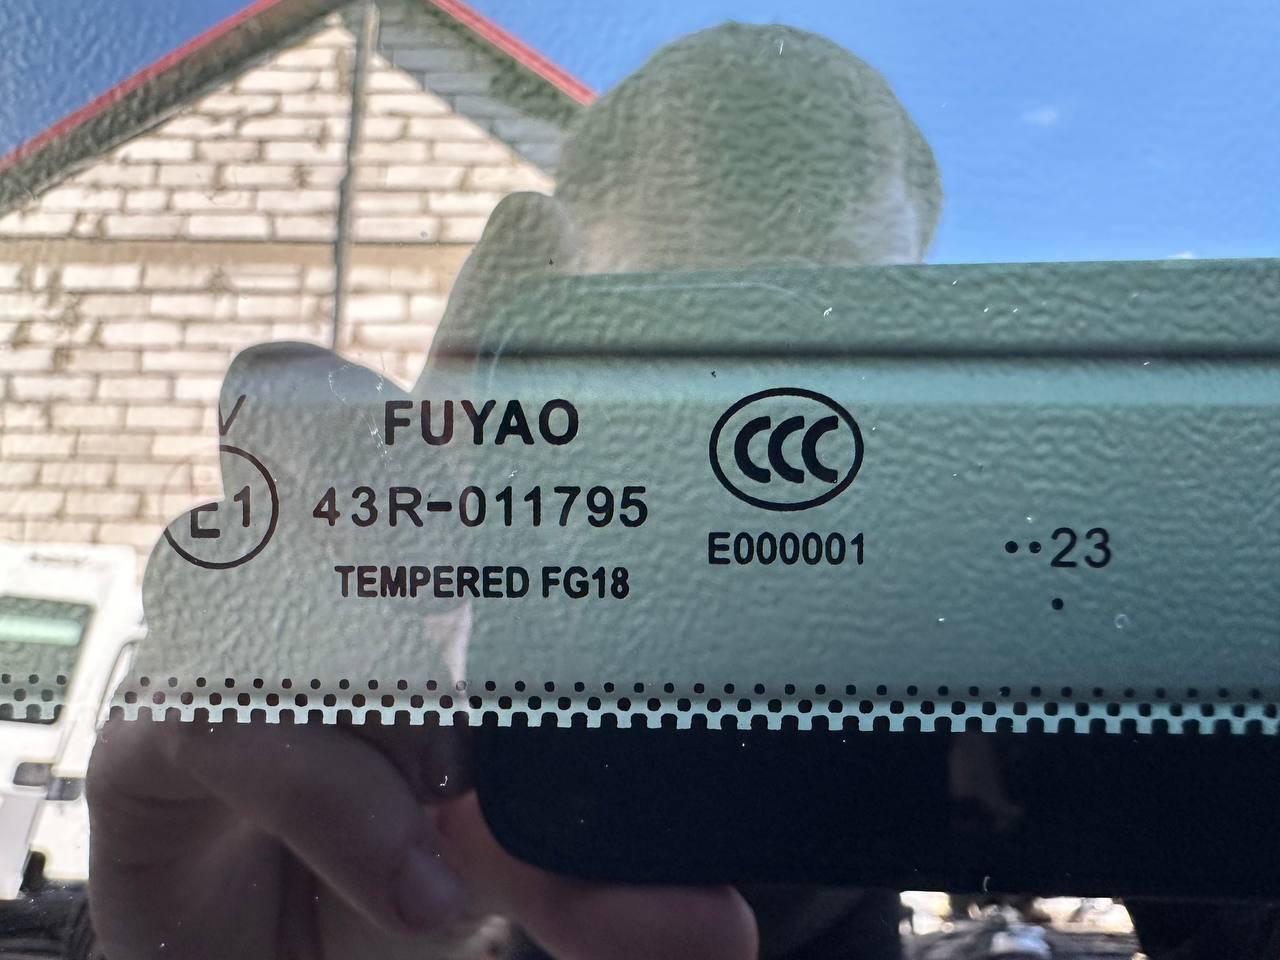 V
E1
FUYAO
43R-011795
TEMPERED FG18
CCC
E000001
••23
•